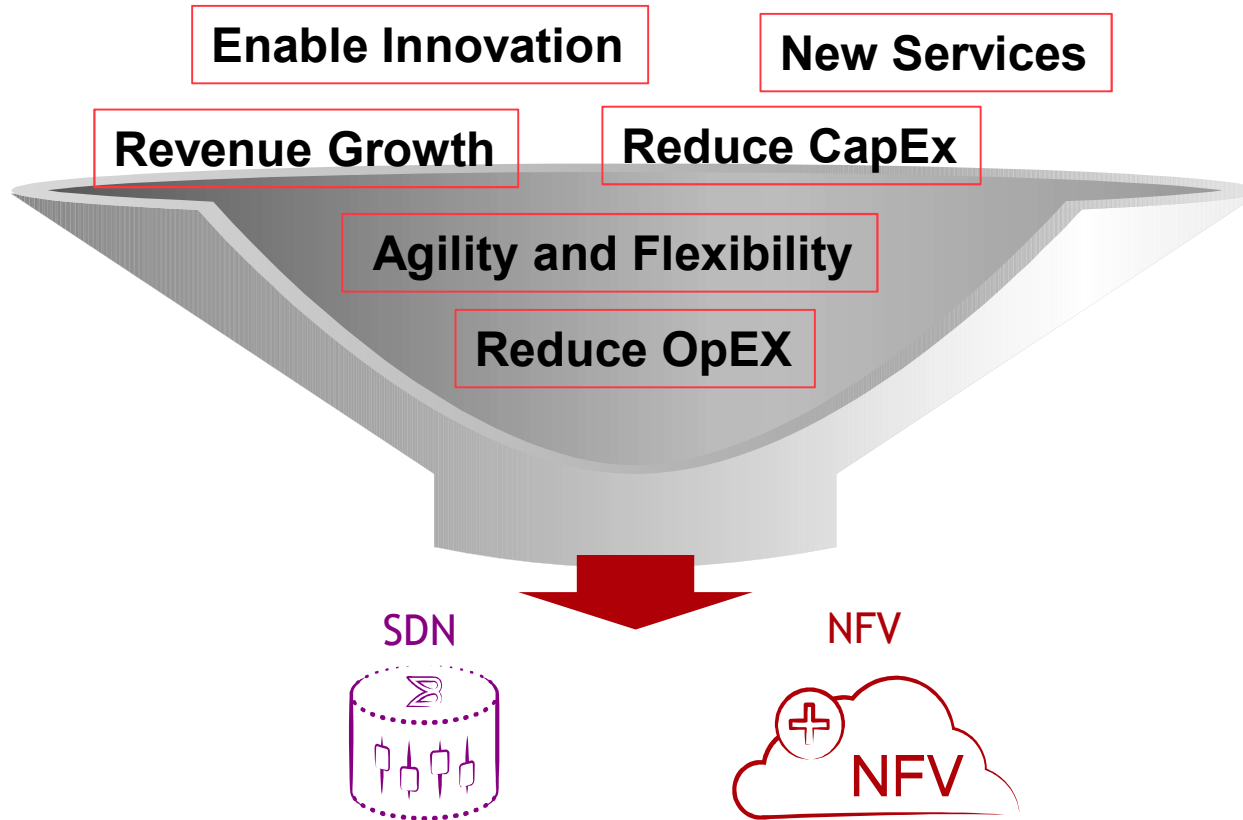 Enable Innovation
New Services
Revenue Growth
Reduce CapEx
Agility and Flexibility
Reduce OpEX
SDN
NFV
NFV